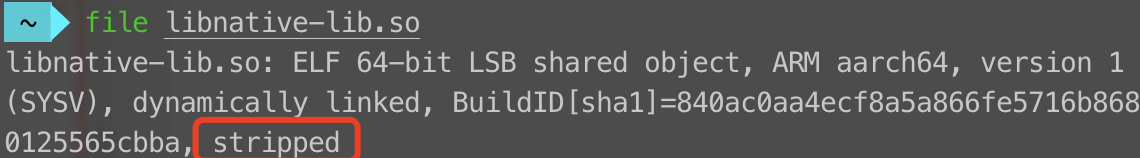 ~ file libnative-lib.so
libnative-lib.so: ELF 64-bit LSB shared object, ARM aarch64, version 1
(SYSV), dynamically linked, BuildID[sha1]=840ac0aa4ecf8a5a866fe5716b868
0125565cbba, stripped